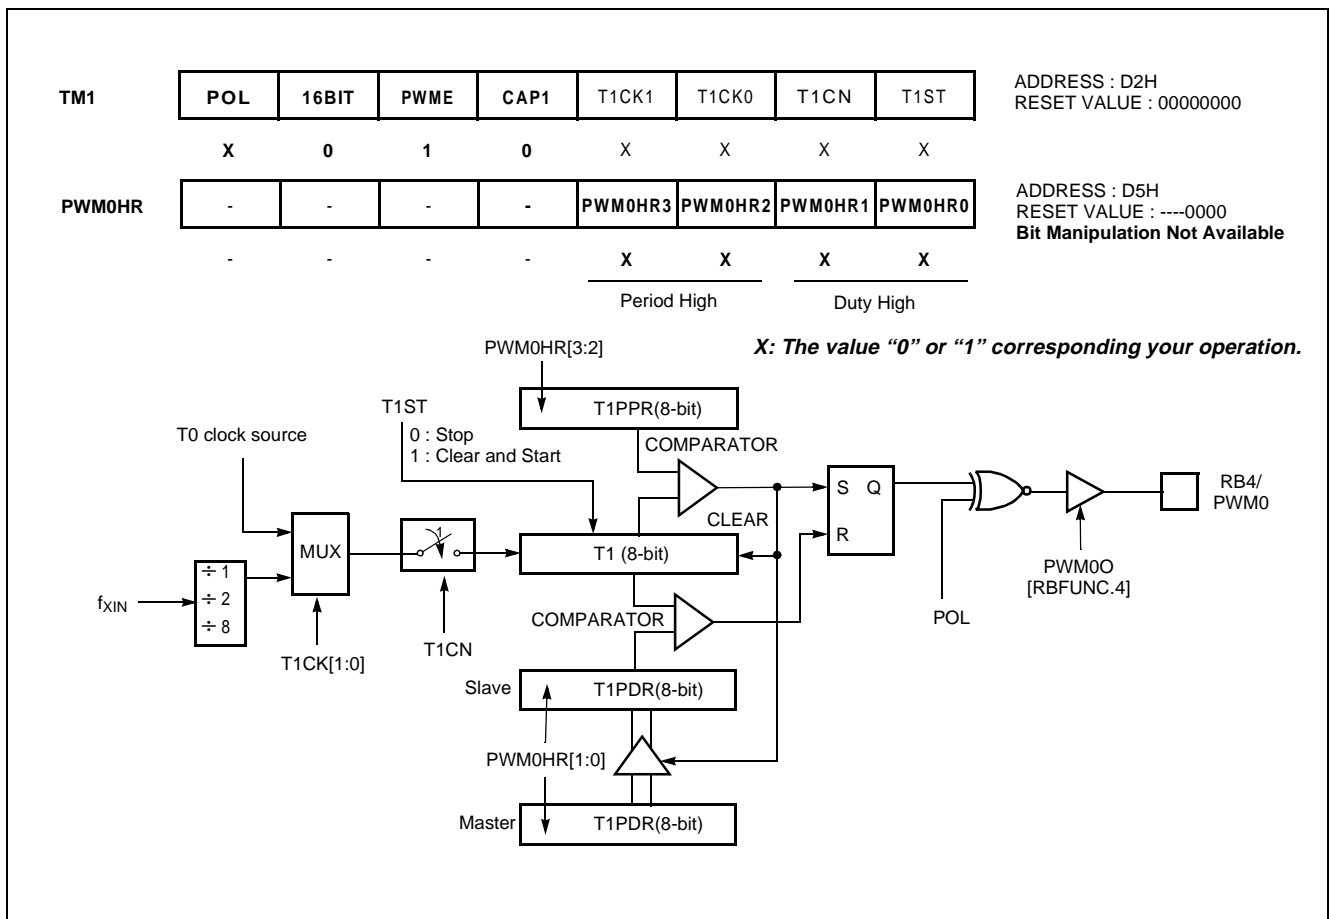 TM1 POL 16BIT PWME CAP1 T1CK1 T1CK0 T1CN T1ST
ADDRESS : D2H
RESET VALUE : 00000000
X 0 1 0 X X X X
PWM0HR - - - - PWM0HR3 PWM0HR2 PWM0HR1 PWM0HR0
ADDRESS : D5H
RESET VALUE : ----0000
Bit Manipulation Not Available
- - - - X X X X
Period High Duty High
X: The value “0” or “1” corresponding your operation.
PWM0HR[3:2]
T1ST
0 : Stop
1 : Clear and Start
T1PPR(8-bit)
COMPARATOR
T0 clock source
MUX
÷ 1
÷ 2
÷ 8
fXIN
T1CK[1:0]
1
T1CN
CLEAR
T1 (8-bit)
COMPARATOR
S Q
R
POL
PWM0O
[RBFUNC.4]
RB4/
PWM0
Slave T1PDR(8-bit)
PWM0HR[1:0]
Master T1PDR(8-bit)